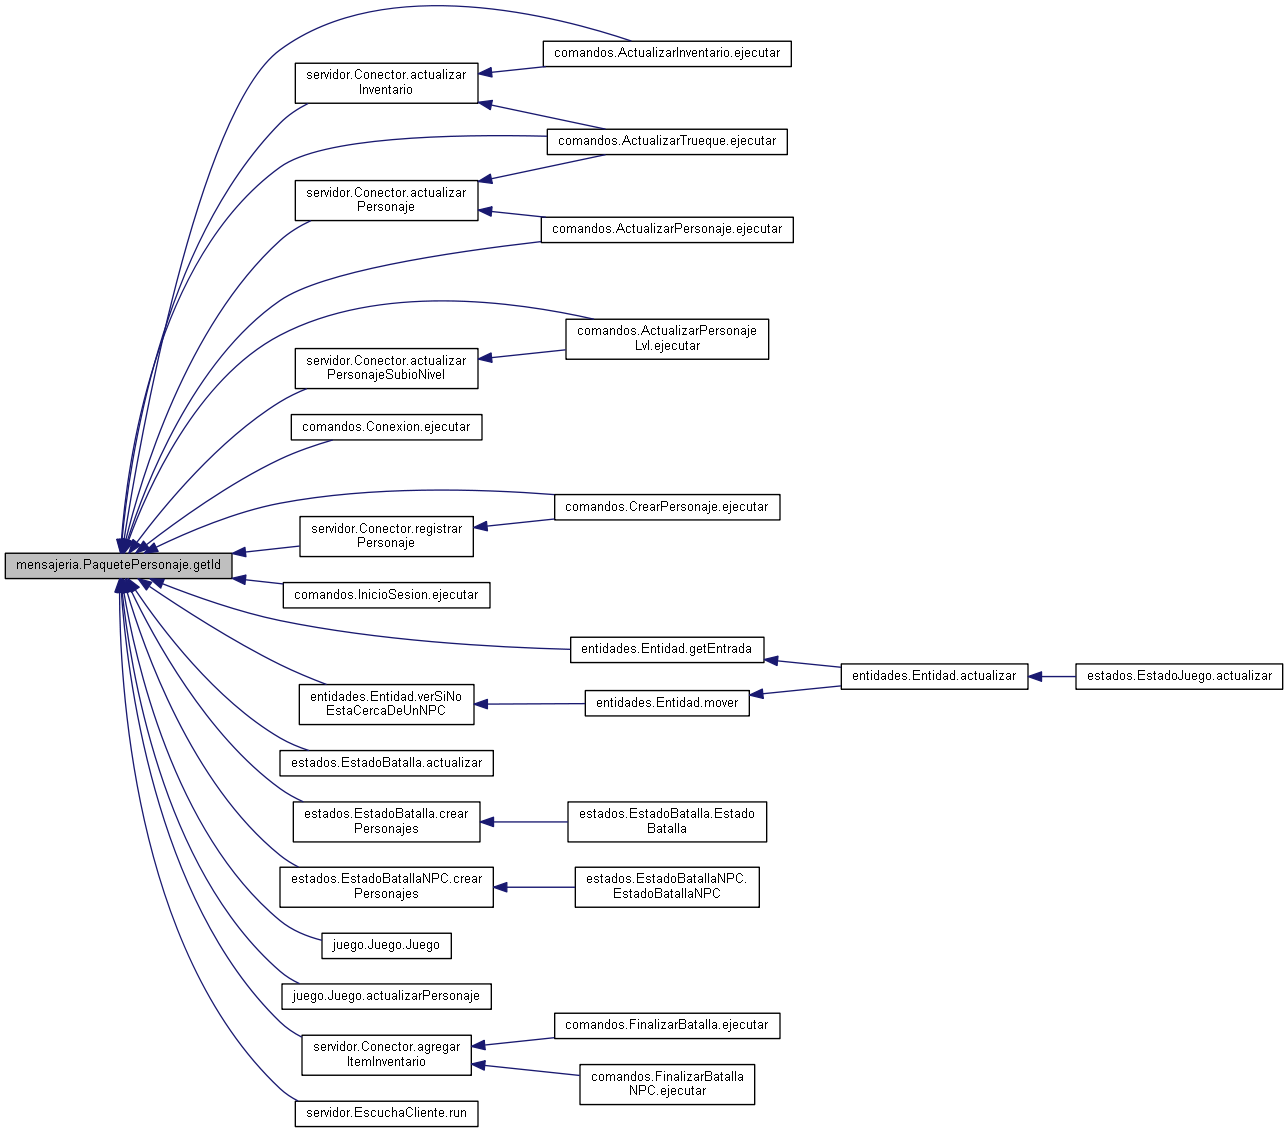 comandos.ActualizarInventario.ejecutar
servidor.Conector.actualizar
Inventario
comandos.ActualizarTrueque.ejecutar
servidor.Conector.actualizar
Personaje
comandos.ActualizarPersonaje.ejecutar
comandos.ActualizarPersonaje
Lvl.ejecutar
servidor.Conector.actualizar
PersonajeSubioNivel
comandos.Conexion.ejecutar
comandos.CrearPersonaje.ejecutar
servidor.Conector.registrar
Personaje
mensajeria.PaquetePersonaje.getId
comandos.InicioSesion.ejecutar
entidades.Entidad.getEntrada
entidades.Entidad.actualizar
estados.EstadoJuego.actualizar
entidades.Entidad.verSiNo
EstaCercaDeUnNPC
entidades.Entidad.mover
estados.EstadoBatalla.actualizar
estados.EstadoBatalla.crear
Personajes
estados.EstadoBatalla.Estado
Batalla
estados.EstadoBatallaNPC.crear
Personajes
estados.EstadoBatallaNPC.
EstadoBatallaNPC
juego.Juego.Juego
juego.Juego.actualizarPersonaje
comandos.FinalizarBatalla.ejecutar
servidor.Conector.agregar
ItemInventario
comandos.FinalizarBatalla
NPC.ejecutar
servidor.EscuchaCliente.run